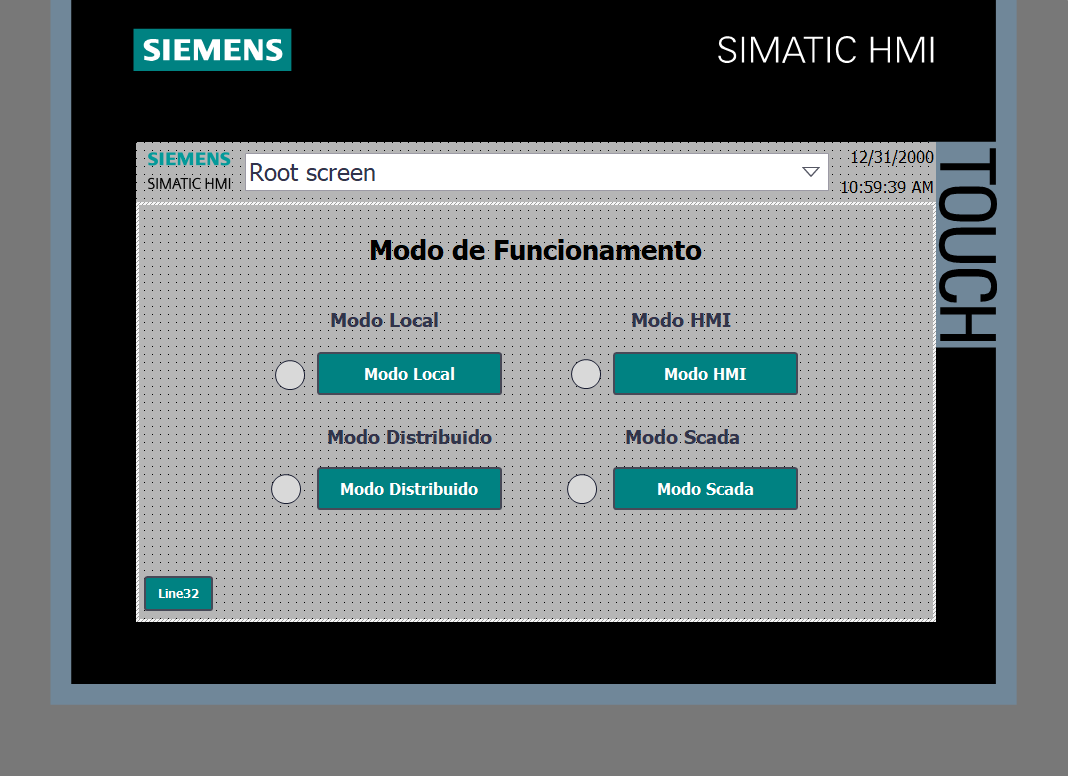 SIEMENS
SIMATIC HMI
SIEMENS
SIMATIC HMI
Root screen
12/31/2000
10:59:39 AM
TOUCH
Modo de Funcionamento
Modo Local
Modo HMI
Modo Local
Modo HMI
Modo Distribuido
Modo Scada
Modo Distribuido
Modo Scada
Line32